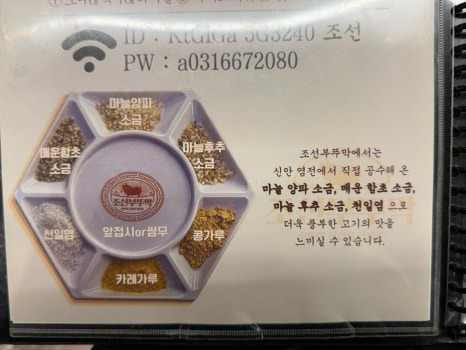 ID : KtGiGa JG3240 조선
PW : a0316672080
마늘양파
소금
매운함초
소금
마늘후추
소금
조선부뚜막
천일염
앞접시or쌈무
콩가루
카레가루
조선부뚜막에서는
신안 염전에서 직접 공수해 온
마늘 양파 소금, 매운 함초 소금,
마늘 후추 소금, 천일염 으로
더욱 풍부한 고기의 맛을
느끼실 수 있습니다.